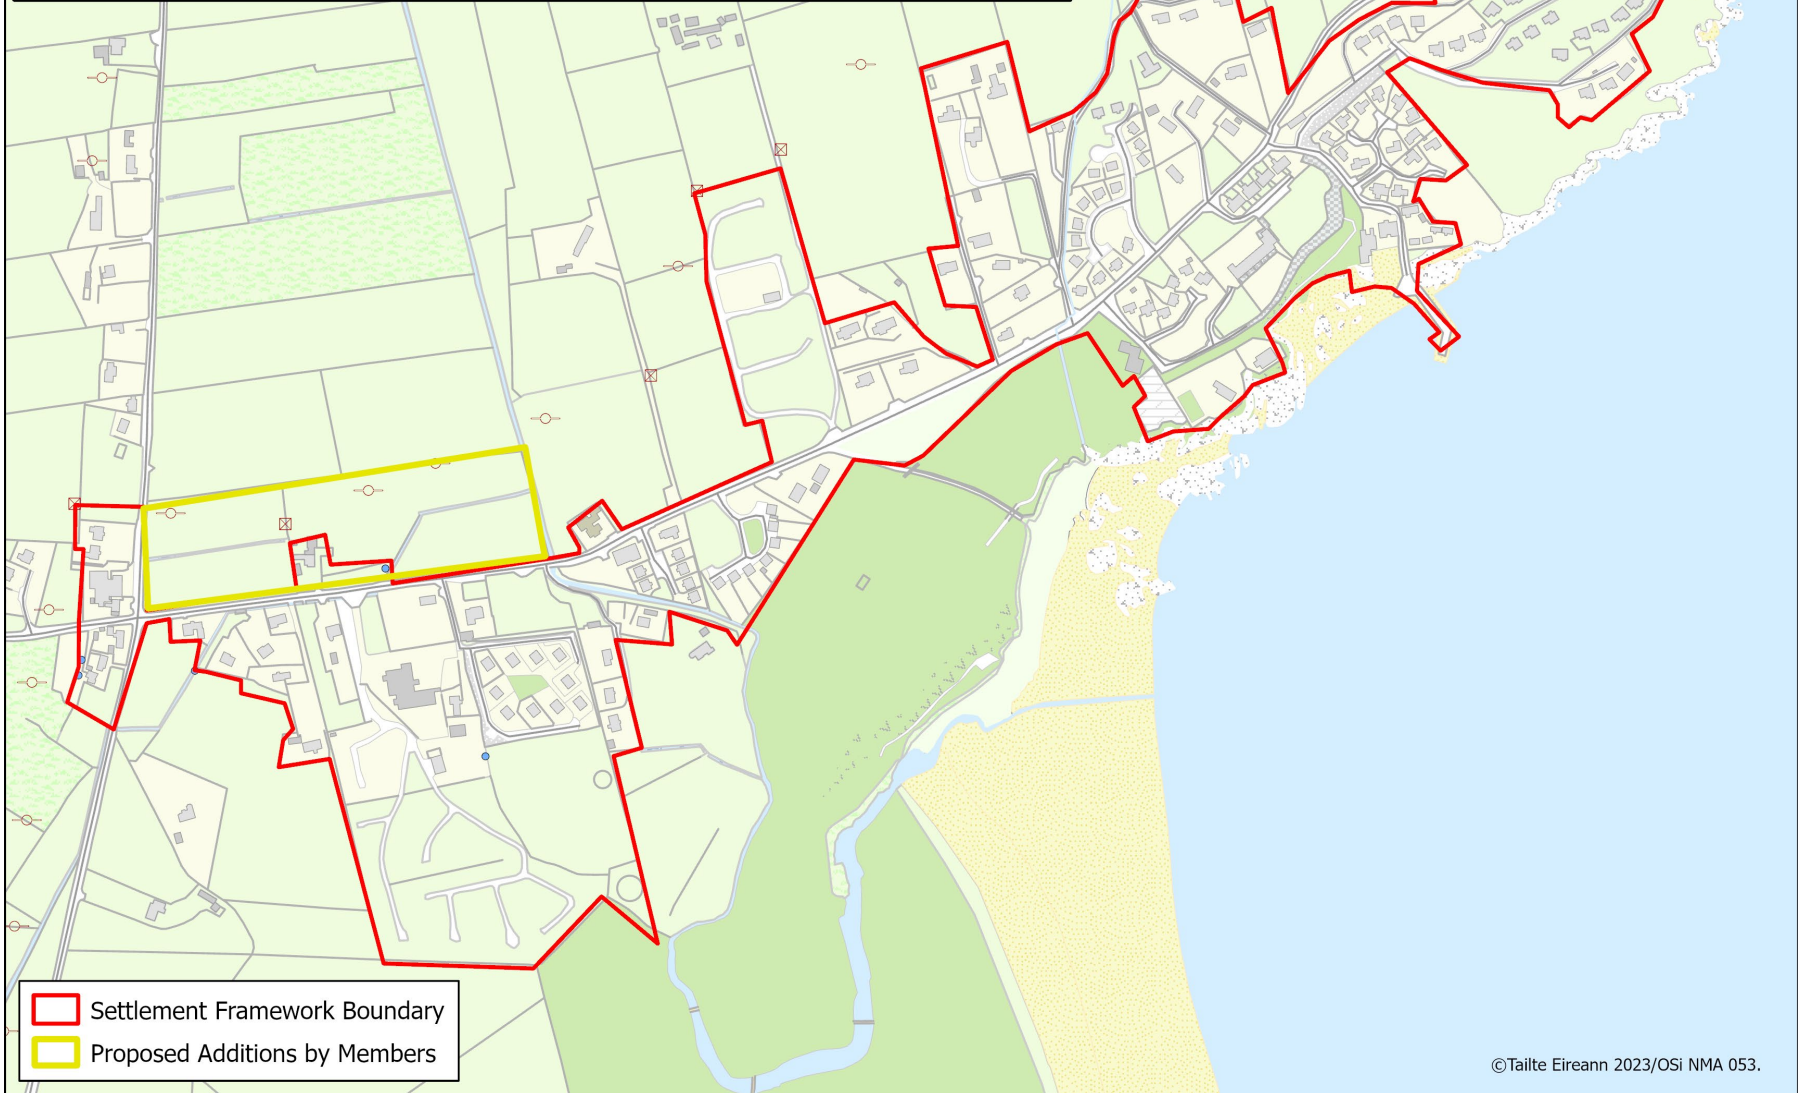 Settlement Framework Boundary
Proposed Additions by Members
©Tailte Eireann 2023/OSi NMA 053.